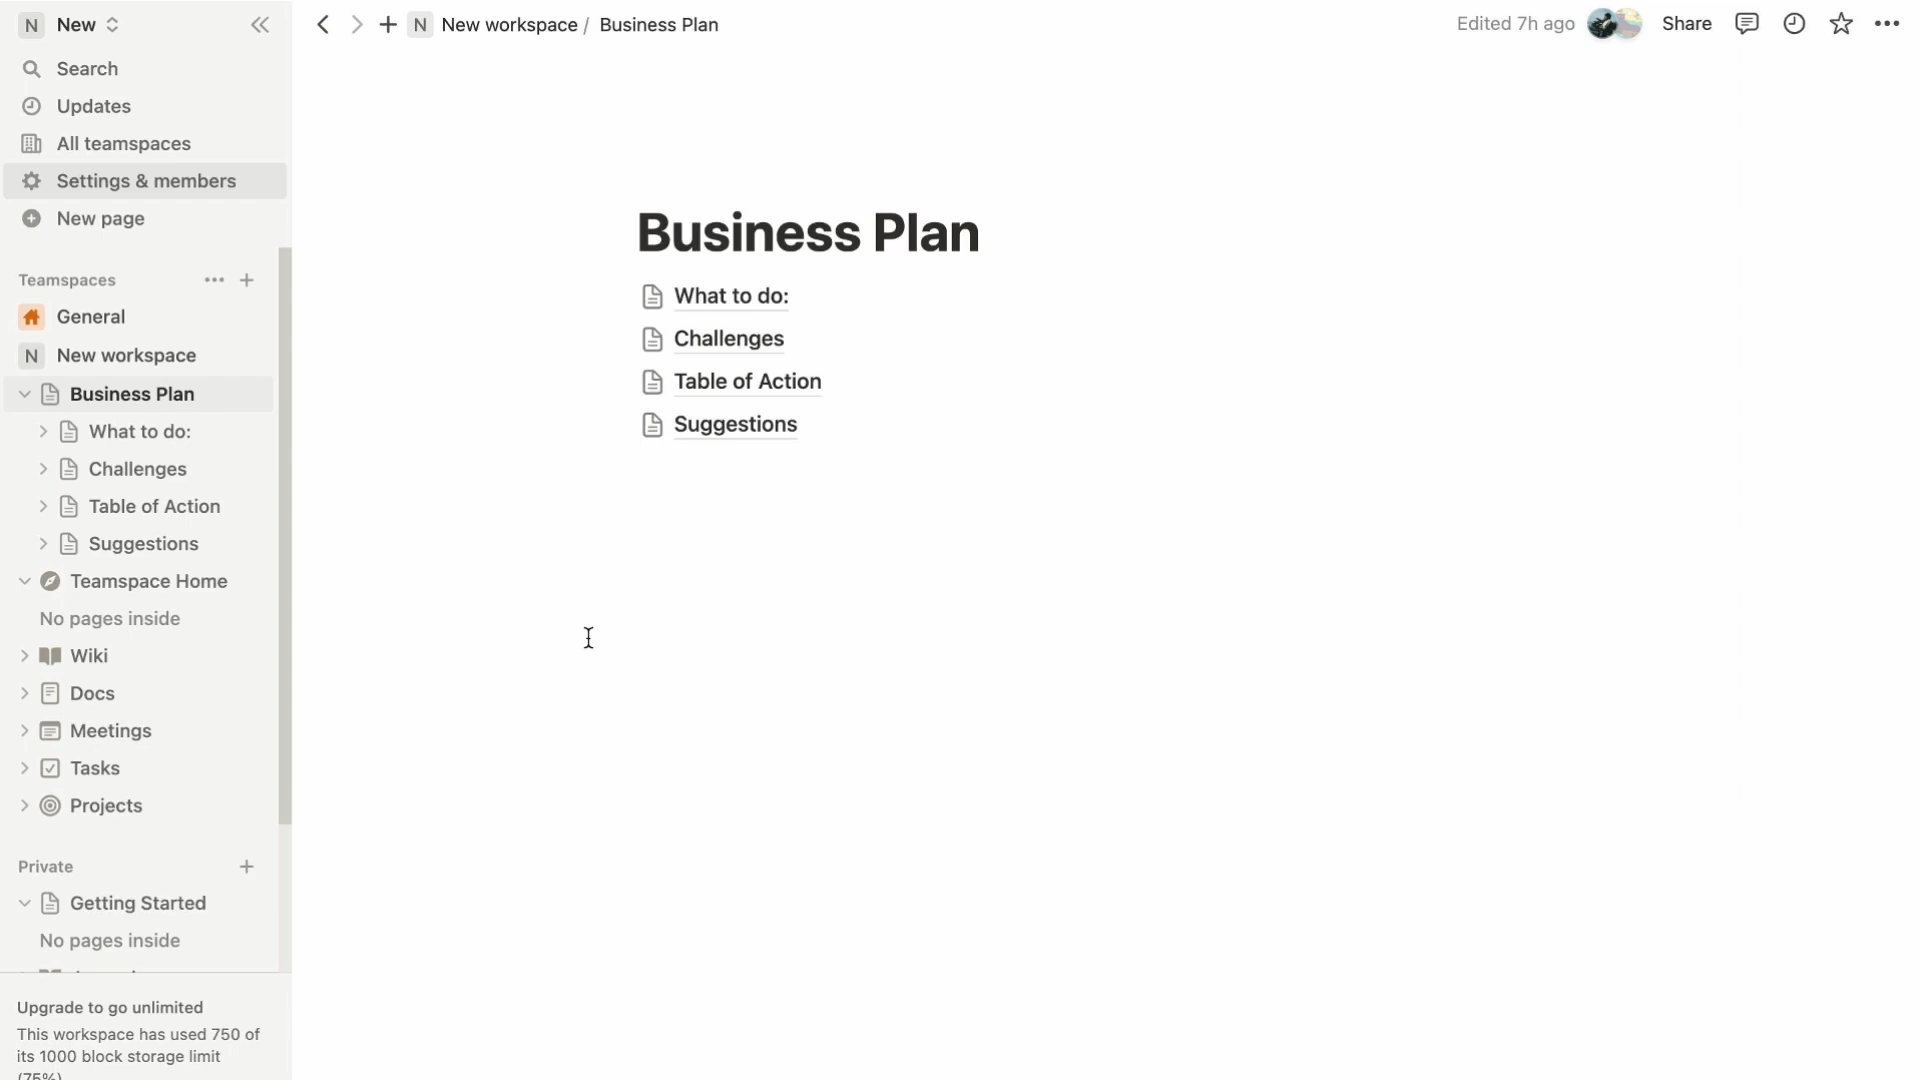 N New
Search
Updates
All teamspaces
Settings & members
New page
Teamspaces
General
N New workspace
Business Plan
What to do:
Challenges
Table of Action
Suggestions
Teamspace Home
No pages inside
Wiki
Docs
Meetings
Tasks
Projects
Private
Getting Started
No pages inside
Upgrade to go unlimited
This workspace has used 750 of
its 1000 block storage limit
(75%)
N New workspace / Business Plan
Edited 7h ago
Share
Business Plan
What to do:
Challenges
Table of Action
Suggestions